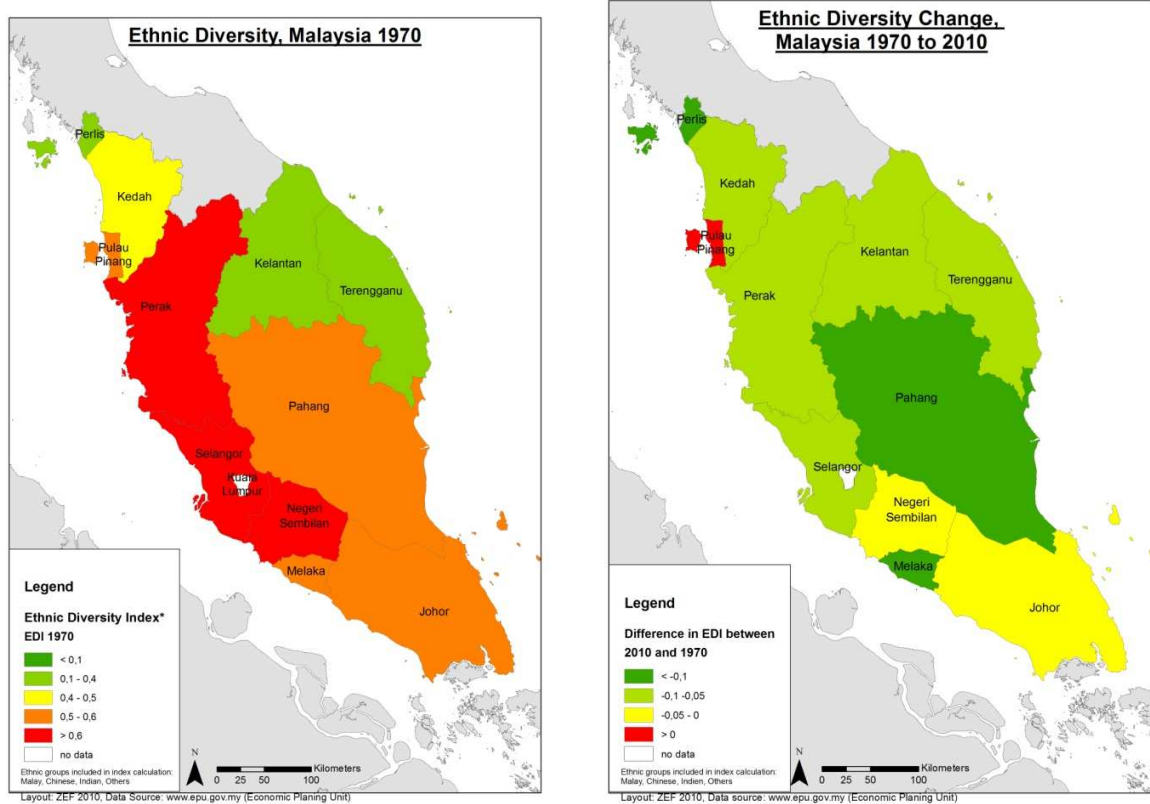 Ethnic Diversity, Malaysia 1970
Perlis
Kedah
Pulau
Pinang
Kelantan
Terengganu
Perak
Pahang
Selangor
Kuala
Lumpur
Negeri
Sembilan
Melaka
Johor
Legend
Ethnic Diversity Index*
EDI 1970
< 0,1
0,1 - 0,4
0,4 - 0,5
0,5 - 0,6
> 0,6
no data
Ethnic groups included in index calculation:
Malay, Chinese, Indian, Others
N
Kilometers
0 25 50 100
Layout: ZEF 2010, Data Source: www.epu.gov.my (Economic Planing Unit)
Ethnic Diversity Change,
Malaysia 1970 to 2010
Perlis
Kedah
Pulau
Pinang
Kelantan
Terengganu
Perak
Pahang
Selangor
Negeri
Sembilan
Melaka
Johor
Legend
Difference in EDI between
2010 and 1970
< -0,1
-0,1 -0,05
-0,05 - 0
> 0
no data
Ethnic groups included in index calculation:
Malay, Chinese, Indian, Others
N
Kilometers
0 25 50 100
Layout: ZEF 2010, Data source: www.epu.gov.my (Economic Planing Unit)